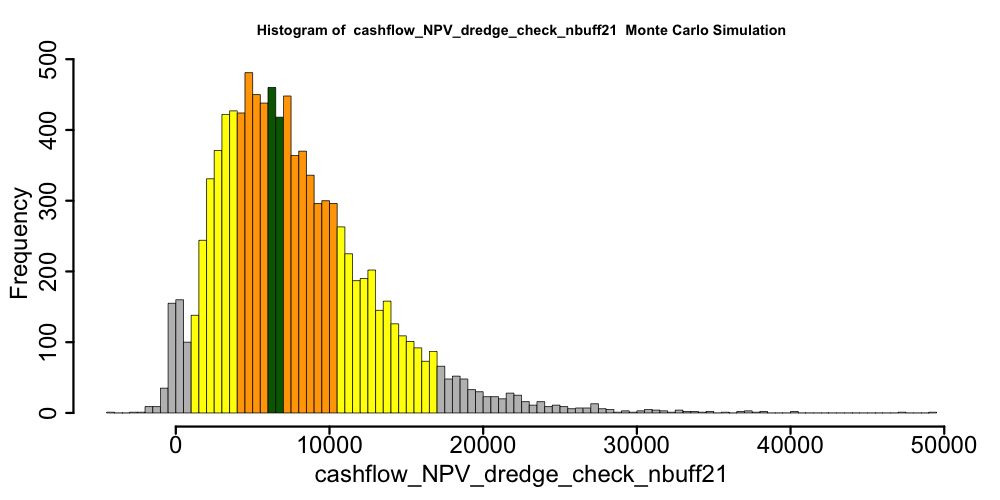 Histogram of cashflow_NPV_dredge_check_nbuff21 Monte Carlo Simulation
Frequency
500
400
300
200
100
0
0 10000 20000 30000 40000 50000
cashflow_NPV_dredge_check_nbuff21